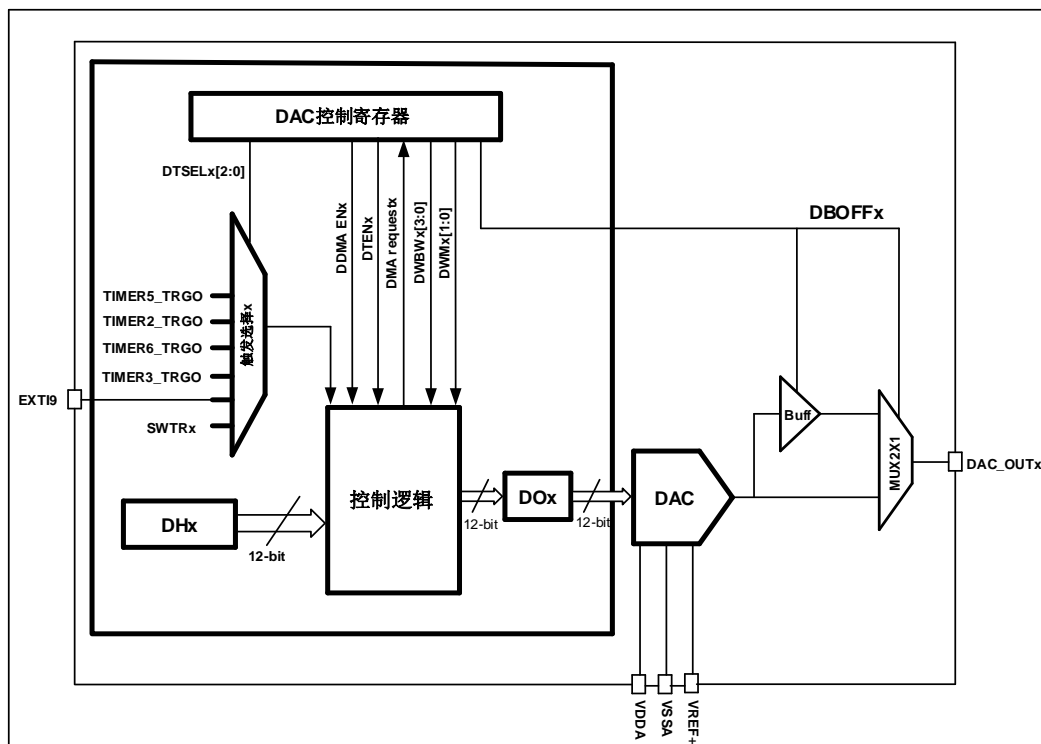 DAC控制寄存器
DTSELx[2:0]
DDMA ENx
DTENx
DMA requestx
DWBWx[3:0]
DWMx[1:0]
DBOFFx
TIMER5_TRGO
TIMER2_TRGO
TIMER6_TRGO
TIMER3_TRGO
EXTI9
SWTRx
触发选择x
Buff
MUX2X1
DAC_OUTx
控制逻辑
DHx
12-bit
12-bit
DOx
12-bit
DAC
VDDA
VSSA
VREF+